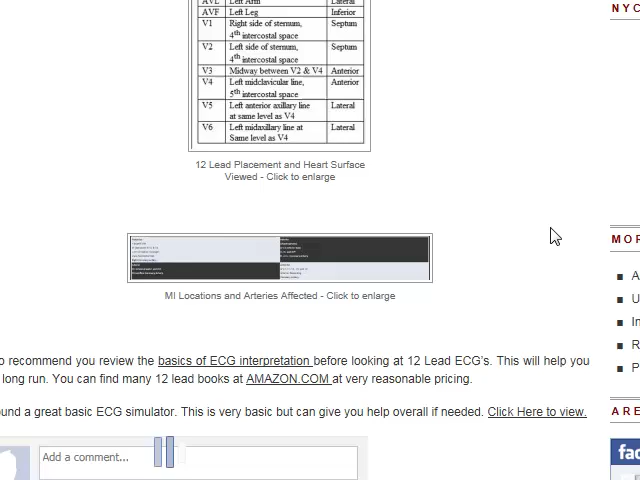 AVL Left Arm Lateral
AVF Left Leg Inferior
V1 Right side of sternum, 4th intercostal space Septum
V2 Left side of sternum, 4th intercostal space Septum
V3 Midway between V2 & V4 Anterior
V4 Left midclavicular line, 5th intercostal space Anterior
V5 Left anterior axillary line at same level as V4 Lateral
V6 Left midaxillary line at Same level as V4 Lateral
12 Lead Placement and Heart Surface
Viewed - Click to enlarge
MI Locations and Arteries Affected - Click to enlarge
o recommend you review the basics of ECG interpretation before looking at 12 Lead ECG's. This will help you
long run. You can find many 12 lead books at AMAZON.COM at very reasonable pricing.
ound a great basic ECG simulator. This is very basic but can give you help overall if needed. Click Here to view.
Add a comment...
NYC
MOR
A
U
In
R
P
ARE
fac